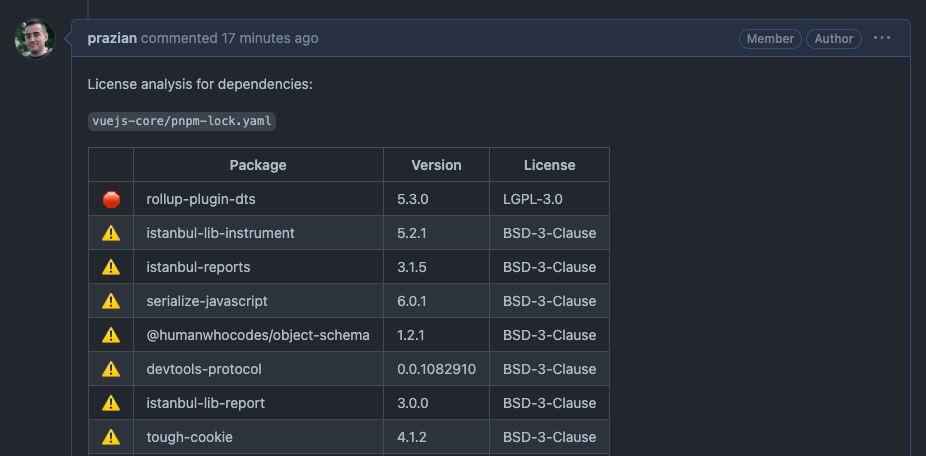 prazian commented 17 minutes ago Member Author
License analysis for dependencies:
vuejs-core/pnpm-lock.yaml
Package Version License
rollup-plugin-dts 5.3.0 LGPL-3.0
istanbul-lib-instrument 5.2.1 BSD-3-Clause
istanbul-reports 3.1.5 BSD-3-Clause
serialize-javascript 6.0.1 BSD-3-Clause
@humanwhocodes/object-schema 1.2.1 BSD-3-Clause
devtools-protocol 0.0.1082910 BSD-3-Clause
istanbul-lib-report 3.0.0 BSD-3-Clause
tough-cookie 4.1.2 BSD-3-Clause